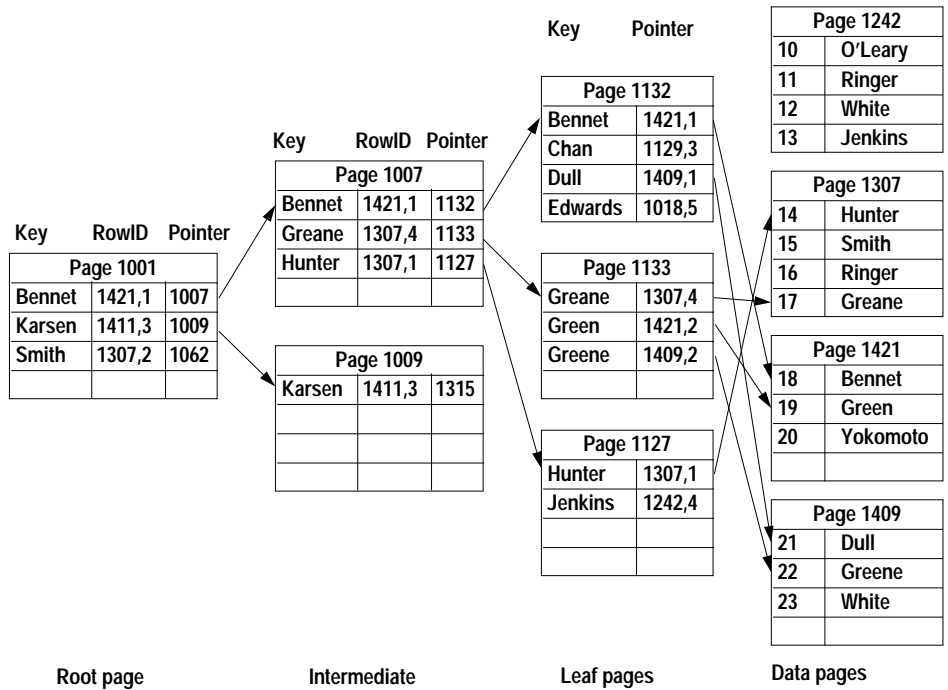 Key RowID Pointer
Page 1001
Bennet 1421,1 1007
Karsen 1411,3 1009
Smith 1307,2 1062
Root page
Key RowID Pointer
Page 1007
Bennet 1421,1 1132
Greane 1307,4 1133
Hunter 1307,1 1127
Page 1009
Karsen 1411,3 1315
Intermediate
Key Pointer
Page 1132
Bennet 1421,1
Chan 1129,3
Dull 1409,1
Edwards 1018,5
Page 1133
Greane 1307,4
Green 1421,2
Greene 1409,2
Page 1127
Hunter 1307,1
Jenkins 1242,4
Leaf pages
Page 1242
10 O'Leary
11 Ringer
12 White
13 Jenkins
Page 1307
14 Hunter
15 Smith
16 Ringer
17 Greane
Page 1421
18 Bennet
19 Green
20 Yokomoto
Page 1409
21 Dull
22 Greene
23 White
Data pages